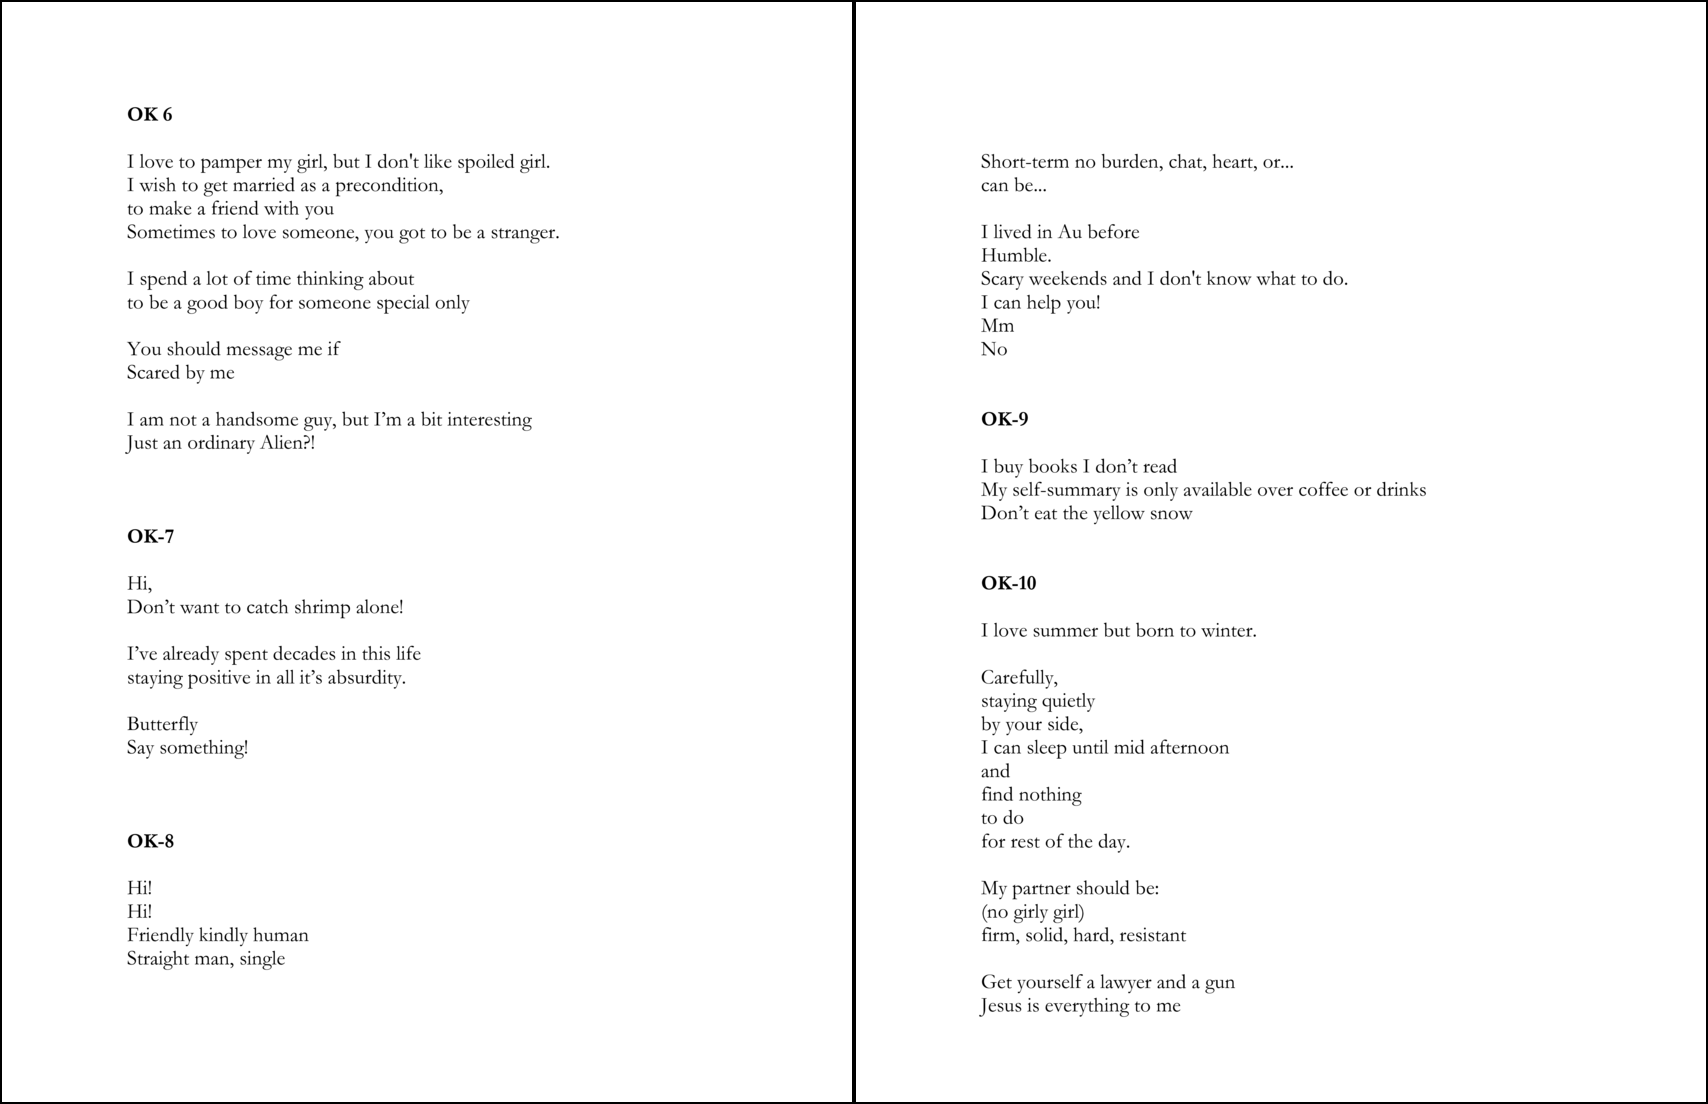 OK 6
I love to pamper my girl, but I don't like spoiled girl.
I wish to get married as a precondition,
to make a friend with you
Sometimes to love someone, you got to be a stranger.
I spend a lot of time thinking about
to be a good boy for someone special only
You should message me if
Scared by me
I am not a handsome guy, but I’m a bit interesting
Just an ordinary Alien?!
OK-7
Hi,
Don’t want to catch shrimp alone!
I’ve already spent decades in this life
staying positive in all it’s absurdity.
Butterfly
Say something!
OK-8
Hi!
Hi!
Friendly kindly human
Straight man, single
Short-term no burden, chat, heart, or...
can be...
I lived in Au before
Humble.
Scary weekends and I don't know what to do.
I can help you!
Mm
No
OK-9
I buy books I don’t read
My self-summary is only available over coffee or drinks
Don’t eat the yellow snow
OK-10
I love summer but born to winter.
Carefully,
staying quietly
by your side,
I can sleep until mid afternoon
and
find nothing
to do
for rest of the day.
My partner should be:
(no girly girl)
firm, solid, hard, resistant
Get yourself a lawyer and a gun
Jesus is everything to me